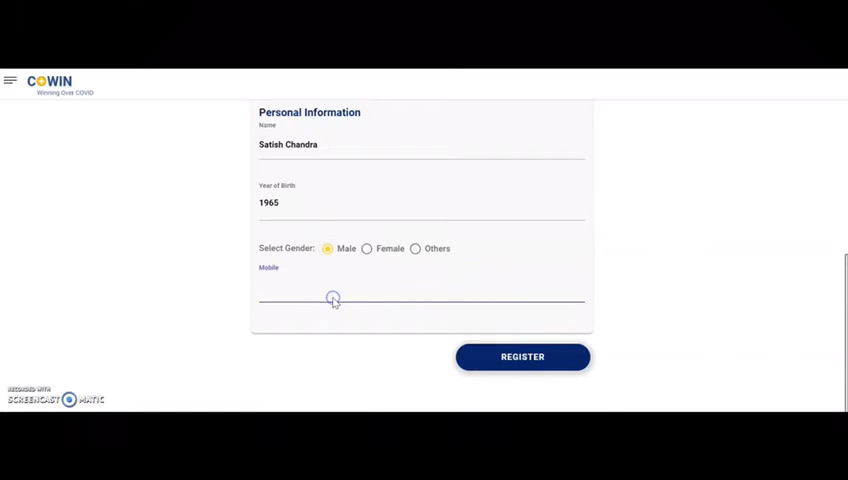 COWIN
Winning Over COVID
Personal Information
Name
Satish Chandra
Year of Birth
1965
Select Gender: Male Female Others
Mobile
REGISTER
RECORDED WITH
SCREENCAST MATIC